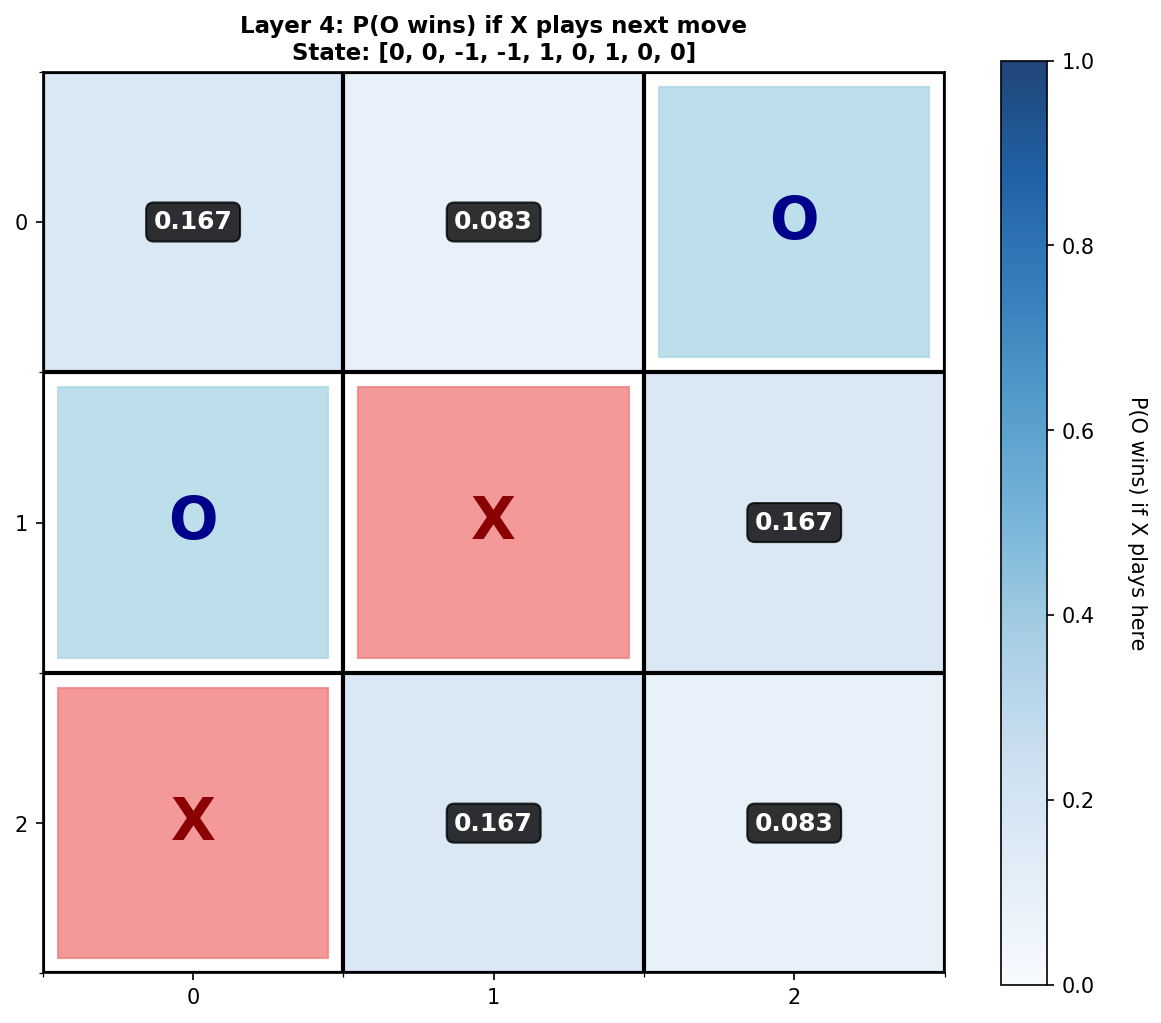 Layer 4: P(O wins) if X plays next move
State: [0, 0, -1, -1, 1, 0, 1, 0, 0]
0
0.167
0.083
O
1
O
X
0.167
2
X
0.167
0.083
0
1
2
1.0
0.8
0.6
0.4
0.2
0.0
P(O wins) if X plays here